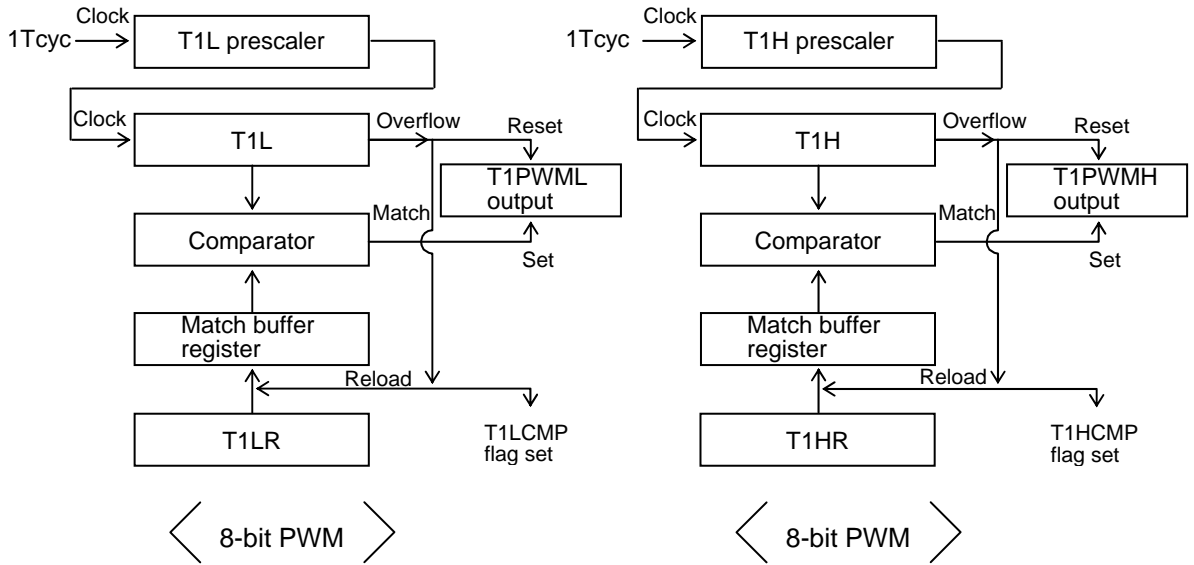 Clock
1Tcyc
T1L prescaler
Clock
T1L
Overflow
Reset
T1PWML
output
Match
Comparator
Set
Match buffer
register
Reload
T1LR
T1LCMP
flag set
8-bit PWM
Clock
1Tcyc
T1H prescaler
Clock
T1H
Overflow
Reset
T1PWMH
output
Match
Comparator
Set
Match buffer
register
Reload
T1HR
T1HCMP
flag set
8-bit PWM